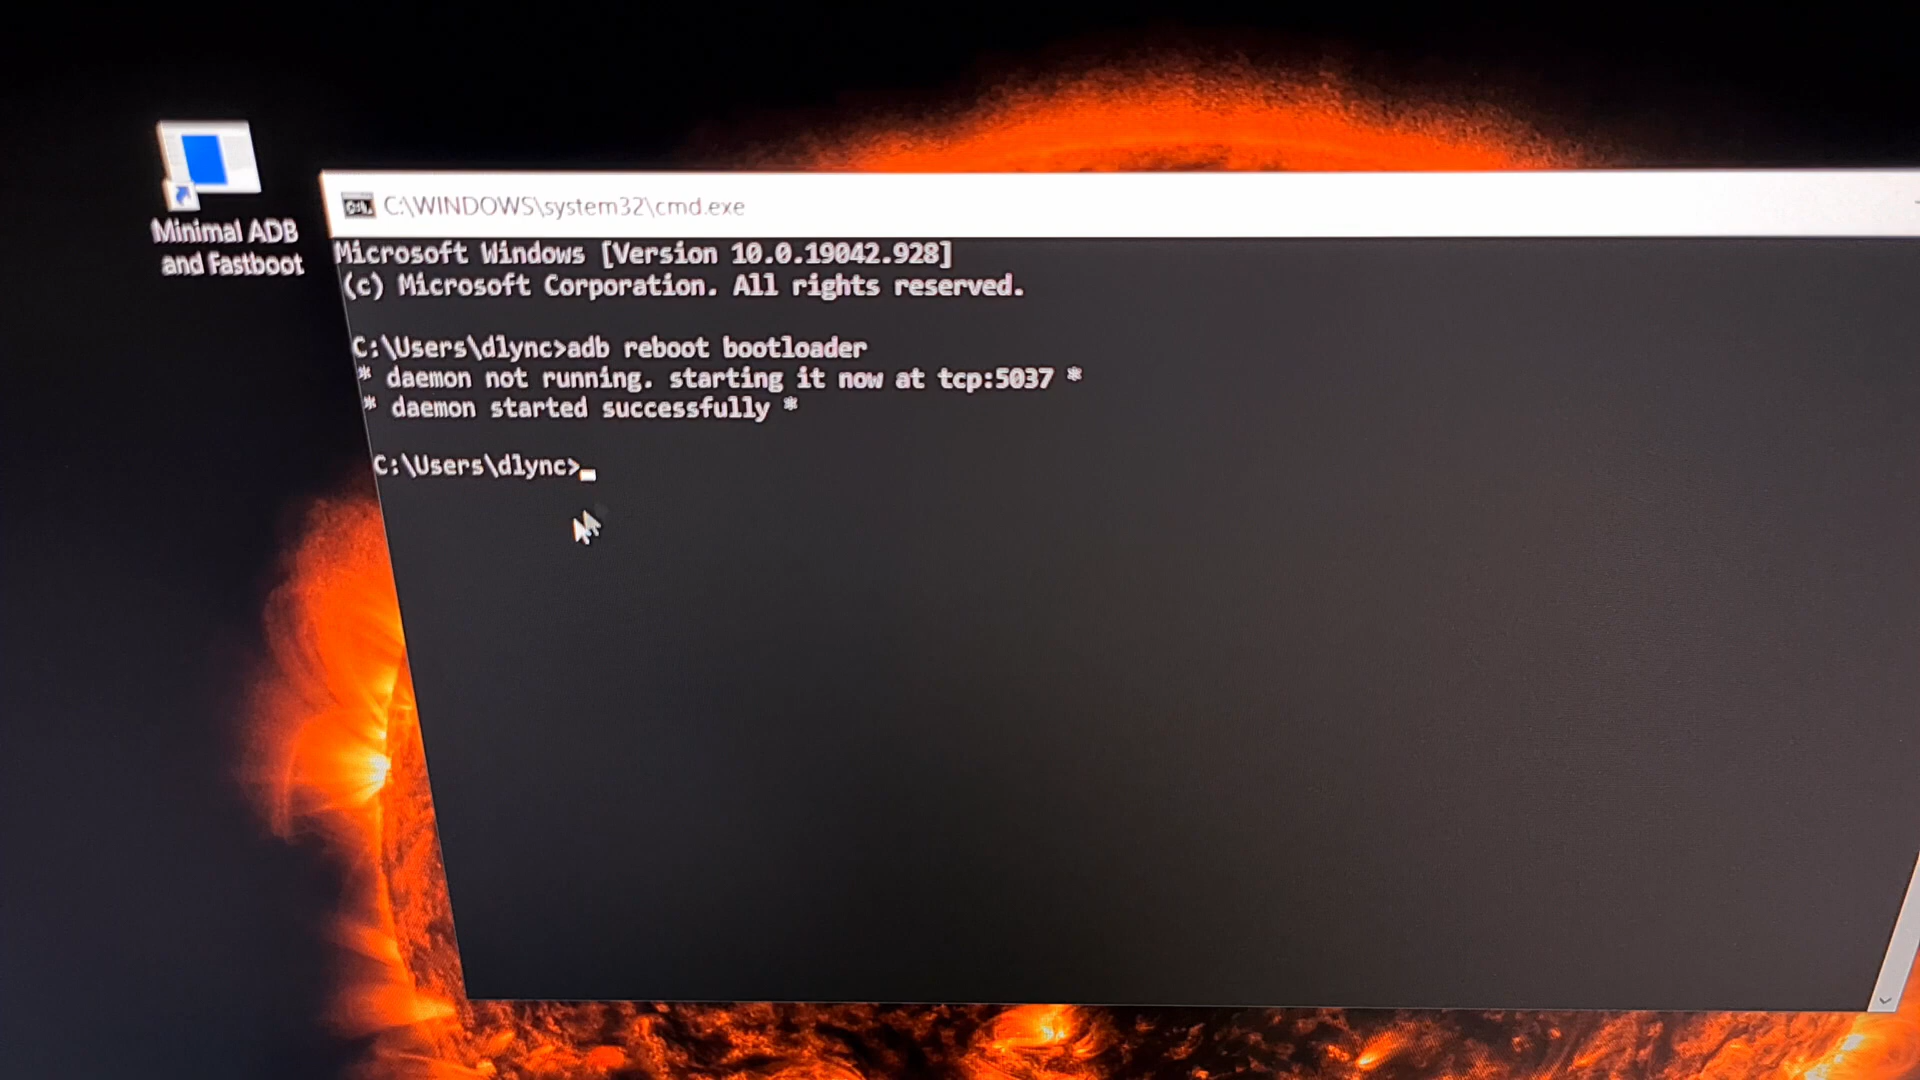 Minimal ADB
and Fastboot
C:\WINDOWS\system32\cmd.exe
Microsoft Windows [Version 10.0.19042.928]
(c) Microsoft Corporation. All rights reserved.
C:\Users\dlync>adb reboot bootloader
* daemon not running. starting it now at tcp:5037 *
* daemon started successfully *
C:\Users\dlync>